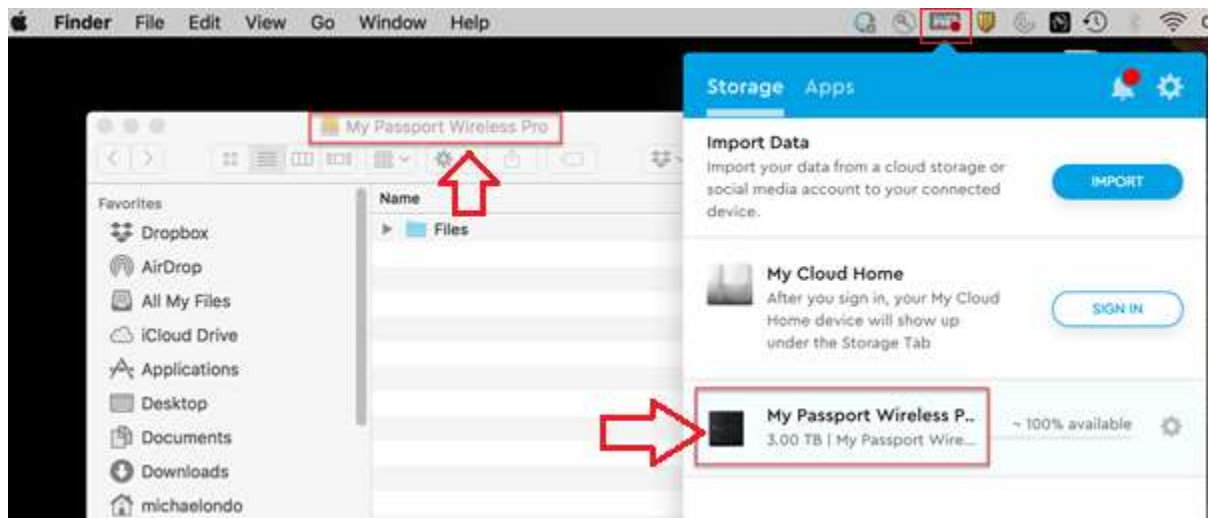 Finder File Edit View Go Window Help
Storage Apps
My Passport Wireless Pro
Import Data
Import your data from a cloud storage or
social media account to your connected
device.
IMPORT
Favorites
Dropbox
AirDrop
All My Files
iCloud Drive
Applications
Desktop
Documents
Downloads
michaelondo
Name
Files
My Cloud Home
After you sign in, your My Cloud
Home device will show up
under the Storage Tab
SIGN IN
My Passport Wireless P..
3.00 TB | My Passport Wire...
~ 100% available